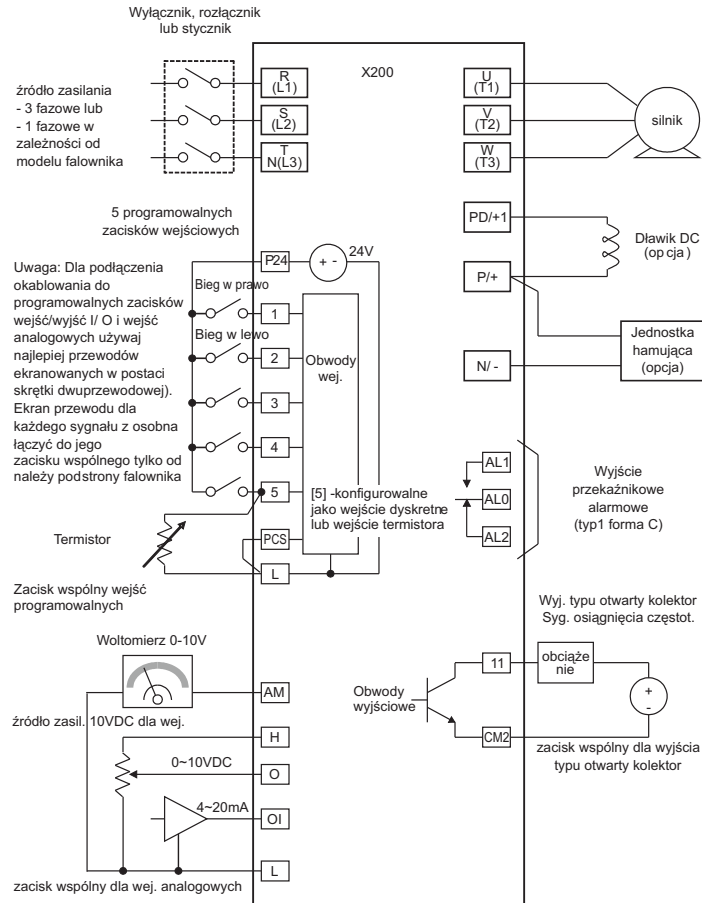 Wyłącznik, rozłącznik
lub stycznik
źródło zasilania
- 3 fazowe lub
- 1 fazowe w
zależności od
modelu falownika
R
(L1)
S
(L2)
T
N(L3)
X200
U
(T1)
V
(T2)
W
(T3)
silnik
PD/+1
P/+
N/ -
Dławik DC
(op cja )
Jednostka
hamująca
(opcja)
5 programowalnych
zacisków wejściowych
Uwaga: Dla podłączenia
okablowania do
programowalnych zacisków
wejść/wyjść I/ O i wejść
analogowych używaj
najlepiej przewodów
ekranowanych w postaci
skrętki dwuprzewodowej).
Ekran przewodu dla
każdego sygnału z osobna
łączyć do jego
zacisku wspólnego tylko od
należy podstrony falownika
P24
+ -
24V
Bieg w prawo
1
Bieg w lewo
2
3
4
5
PCS
L
Obwody
wej.
[5] -konfigurowalne
jako wejście dyskretne
lub wejście termistora
Termistor
Zacisk wspólny wejść
programowalnych
AL1
AL0
AL2
Wyjście
przekaźnikowe
alarmowe
(typ1 forma C)
Wyj. typu otwarty kolektor
Syg. osiągnięcia częstot.
Obwody
wyjściowe
11
CM2
obciąże
nie
+
-
zacisk wspólny dla wyjścia
typu otwarty kolektor
Woltomierz 0-10V
AM
źródło zasil. 10VDC dla wej.
H
0~10VDC
O
4~20mA
OI
L
zacisk wspólny dla wej. analogowych